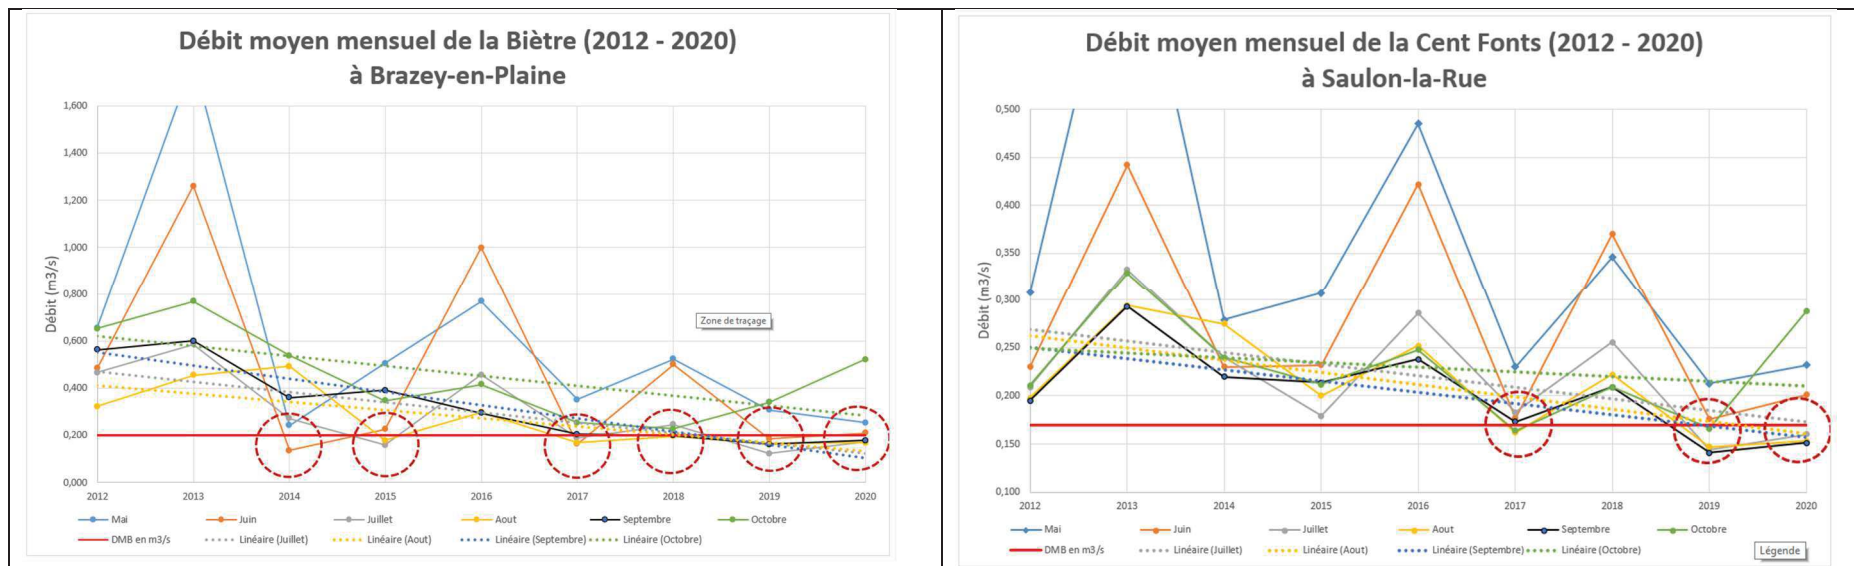 Débit moyen mensuel de la Biètre (2012 - 2020)
à Brazey-en-Plaine
Débit (m3/s)
1,600
1,400
1,200
1,000
0,800
0,600
0,400
0,200
0,000
Zone de traçage
2012 2013 2014 2015 2016 2017 2018 2019 2020
Mai Juin Juillet Aout Septembre Octobre
DMB en m3/s Linéaire (Juillet) Linéaire (Aout) Linéaire (Septembre) Linéaire (Octobre)
Débit moyen mensuel de la Cent Fonts (2012 - 2020)
à Saulon-la-Rue
Débit (m3/s)
0,500
0,450
0,400
0,350
0,300
0,250
0,200
0,150
0,100
2012 2013 2014 2015 2016 2017 2018 2019 2020
Mai Juin Juillet Aout Septembre Octobre
DMB en m3/s Linéaire (Juillet) Linéaire (Aout) Linéaire (Septembre) Linéaire (Octobre)
Légende